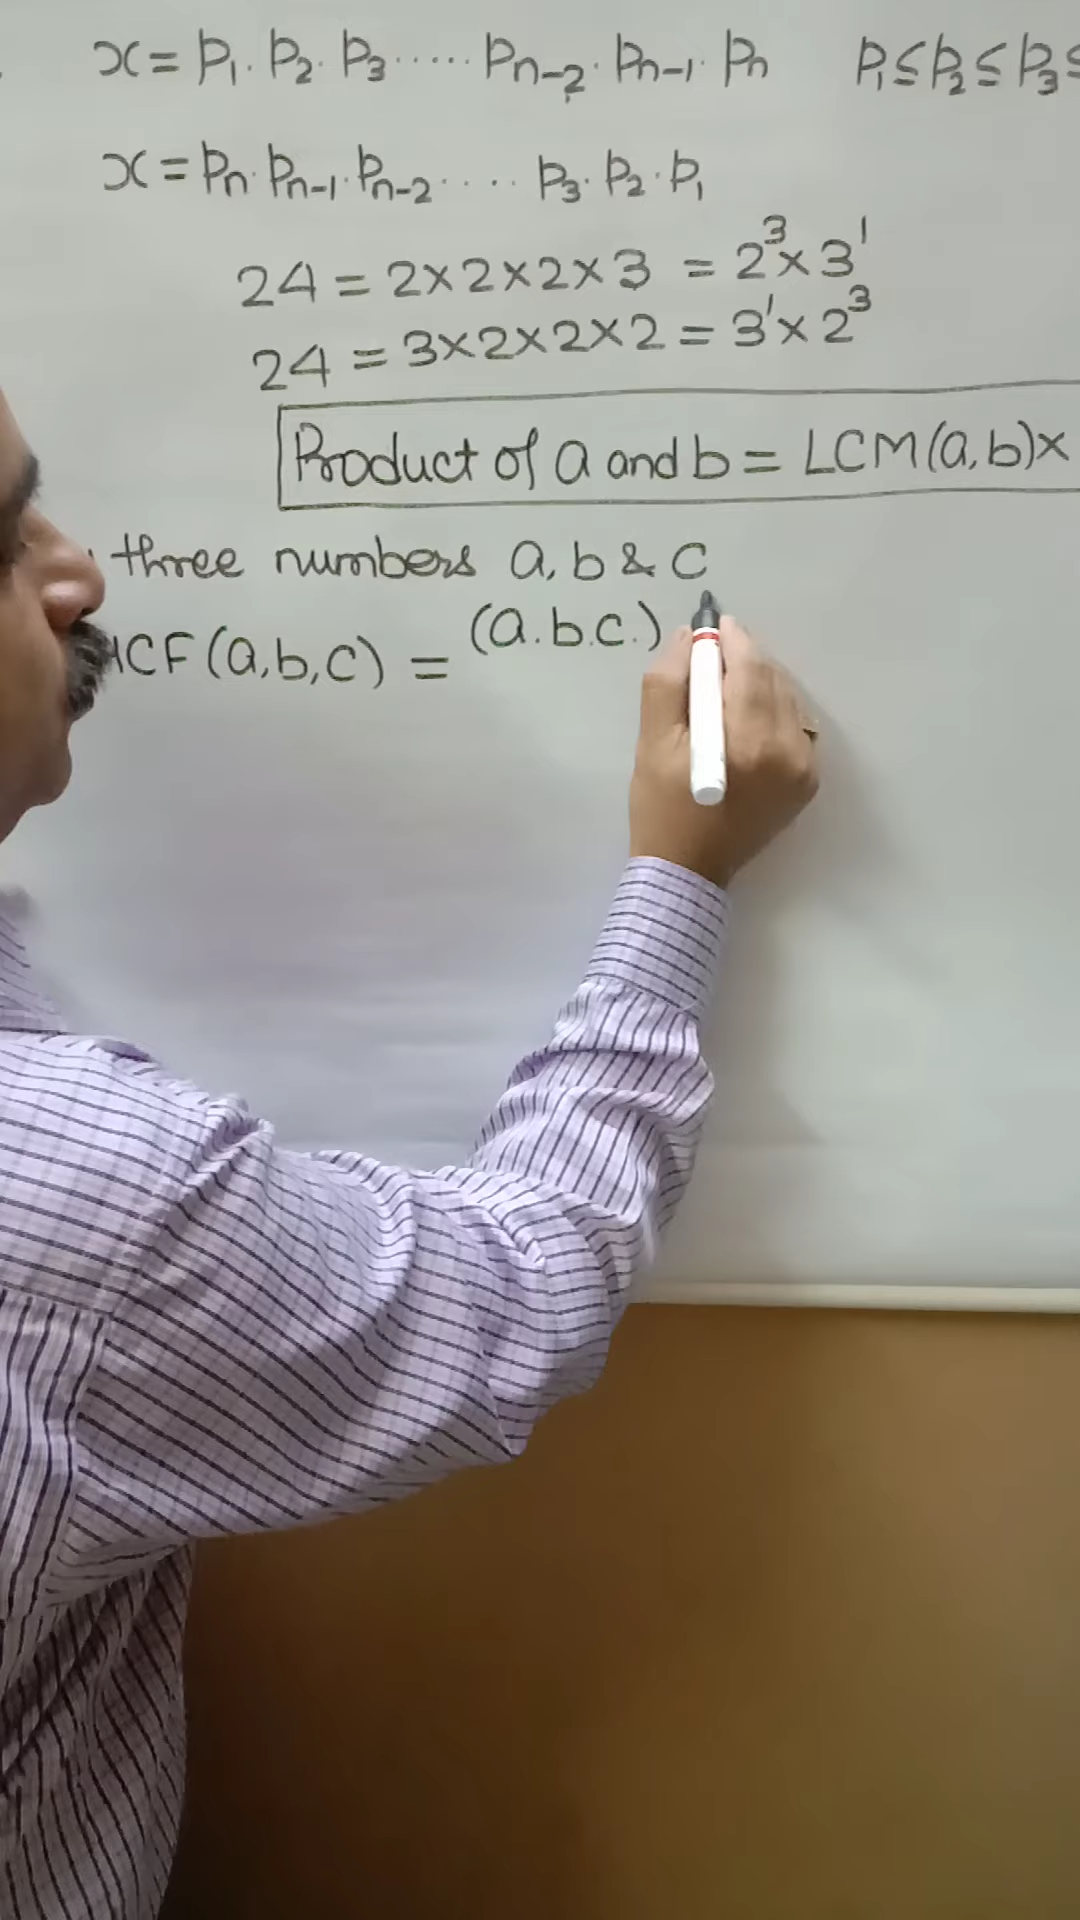 x = p₁. p₂. p₃ ..... pₙ₋₂. pₙ₋₁. pₙ p₁ ≤ p₂ ≤ p₃ ≤
x = pₙ. pₙ₋₁. pₙ₋₂ .... p₃. p₂. p₁
24 = 2×2×2×3 = 2³×3¹
24 = 3×2×2×2 = 3¹×2³
Product of a and b = LCM(a,b)×
three numbers a, b & c
HCF(a,b,c) = (a.b.c.)